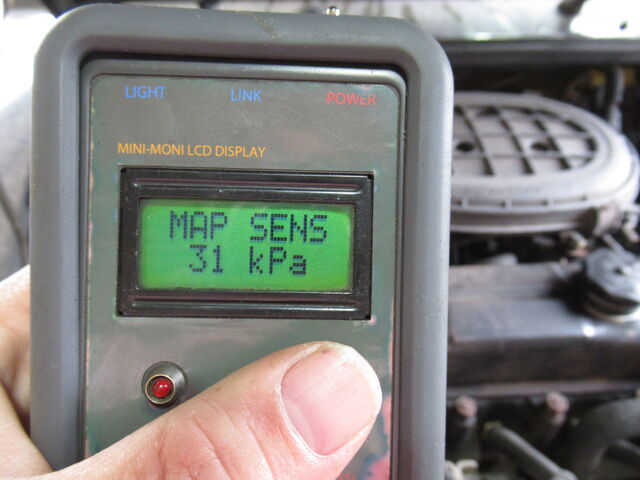 LIGHT LINK POWER
MINI-MONI LCD DISPLAY
MAP SENS
31 kPa